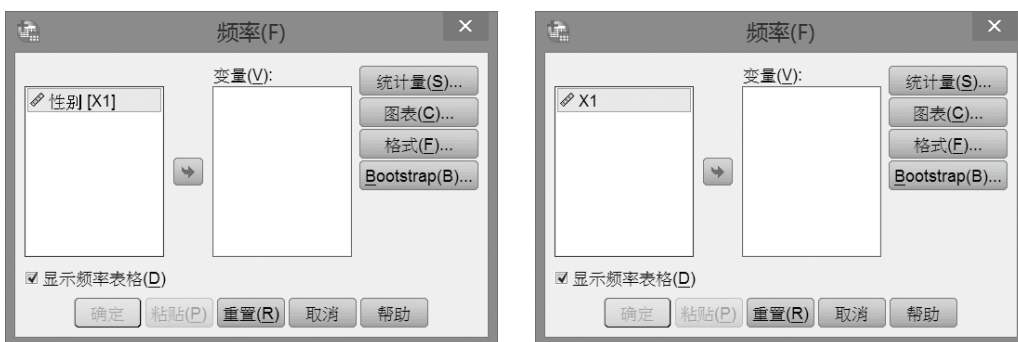 频率(F)
变量(V):
性别 [X1]
统计量(S)...
图表(C)...
格式(F)...
Bootstrap(B)...
显示频率表格(D)
确定 粘贴(P) 重置(R) 取消 帮助
频率(F)
变量(V):
X1
统计量(S)...
图表(C)...
格式(F)...
Bootstrap(B)...
显示频率表格(D)
确定 粘贴(P) 重置(R) 取消 帮助